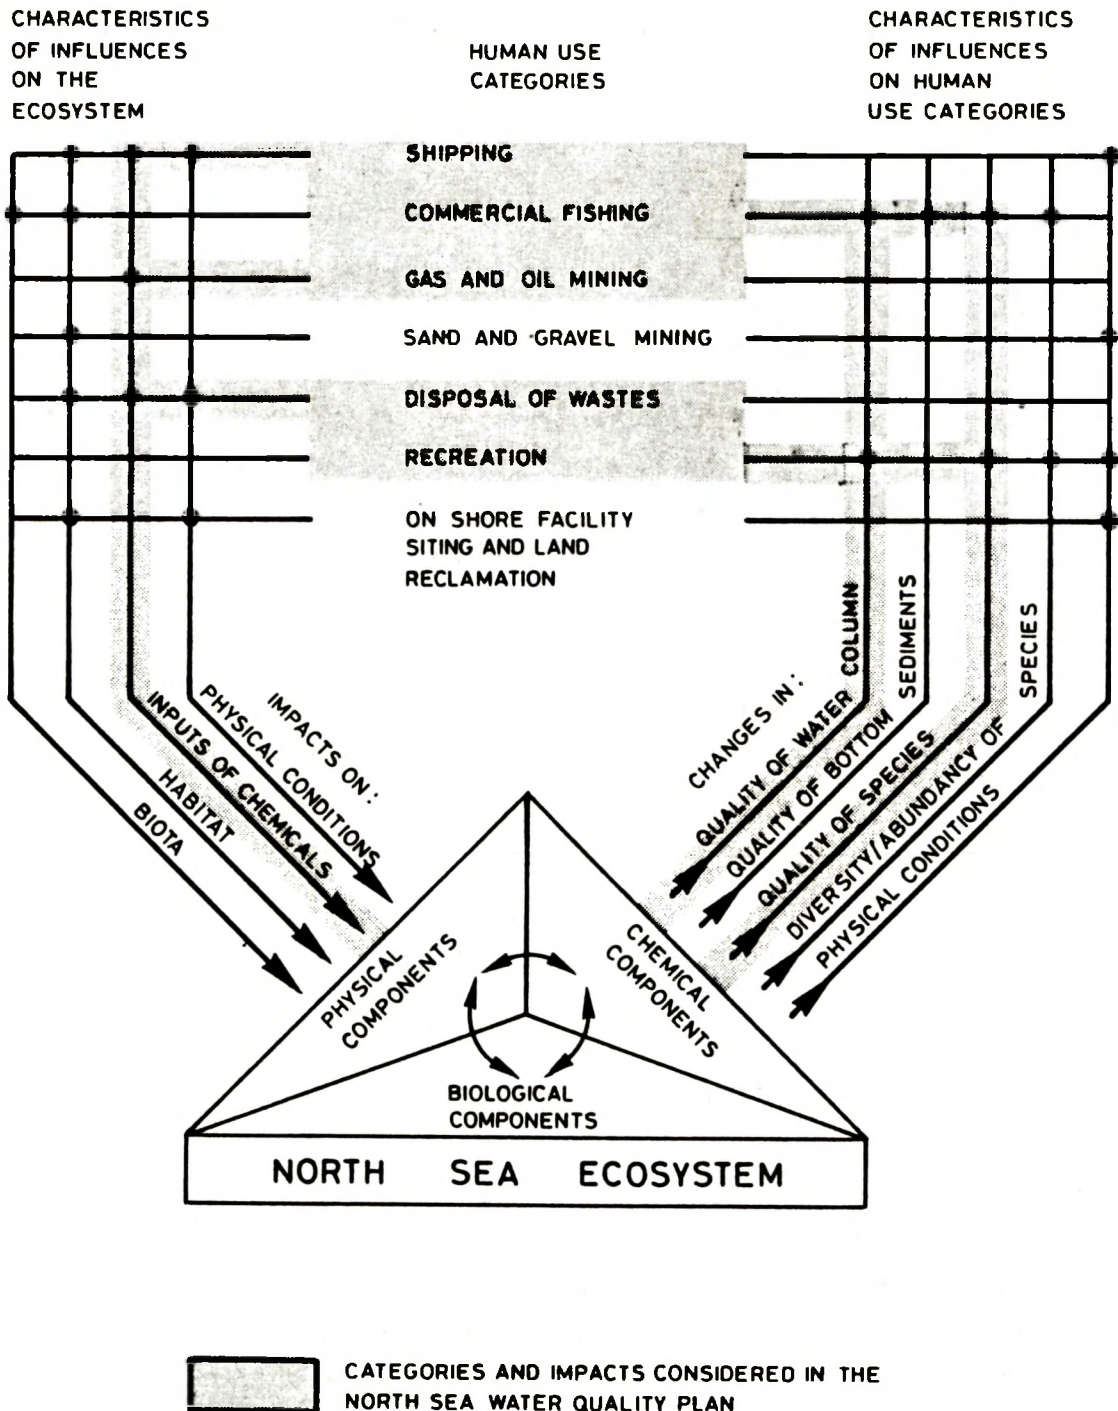 CHARACTERISTICS
OF INFLUENCES
ON THE
ECOSYSTEM
HUMAN USE
CATEGORIES
CHARACTERISTICS
OF INFLUENCES
ON HUMAN
USE CATEGORIES
SHIPPING
COMMERCIAL FISHING
GAS AND OIL MINING
SAND AND GRAVEL MINING
DISPOSAL OF WASTES
RECREATION
ON SHORE FACILITY
SITING AND LAND
RECLAMATION
IMPACTS ON:
PHYSICAL CONDITIONS
INPUTS OF CHEMICALS
HABITAT
BIOTA
CHANGES IN:
QUALITY OF WATER COLUMN
QUALITY OF BOTTOM SEDIMENTS
QUALITY OF SPECIES
DIVERSITY/ABUNDANCY OF SPECIES
PHYSICAL CONDITIONS
PHYSICAL
COMPONENTS
CHEMICAL
COMPONENTS
BIOLOGICAL
COMPONENTS
NORTH SEA ECOSYSTEM
CATEGORIES AND IMPACTS CONSIDERED IN THE
NORTH SEA WATER QUALITY PLAN